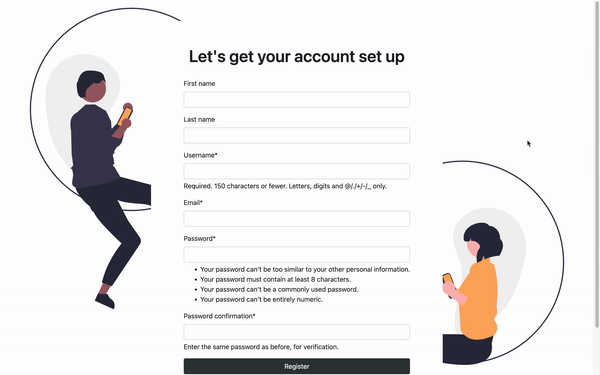 Let's get your account set up
First name
Last name
Username*
Required. 150 characters or fewer. Letters, digits and @/./+/-/_ only.
Email*
Password*
• Your password can't be too similar to your other personal information.
• Your password must contain at least 8 characters.
• Your password can't be a commonly used password.
• Your password can't be entirely numeric.
Password confirmation*
Enter the same password as before, for verification.
Register